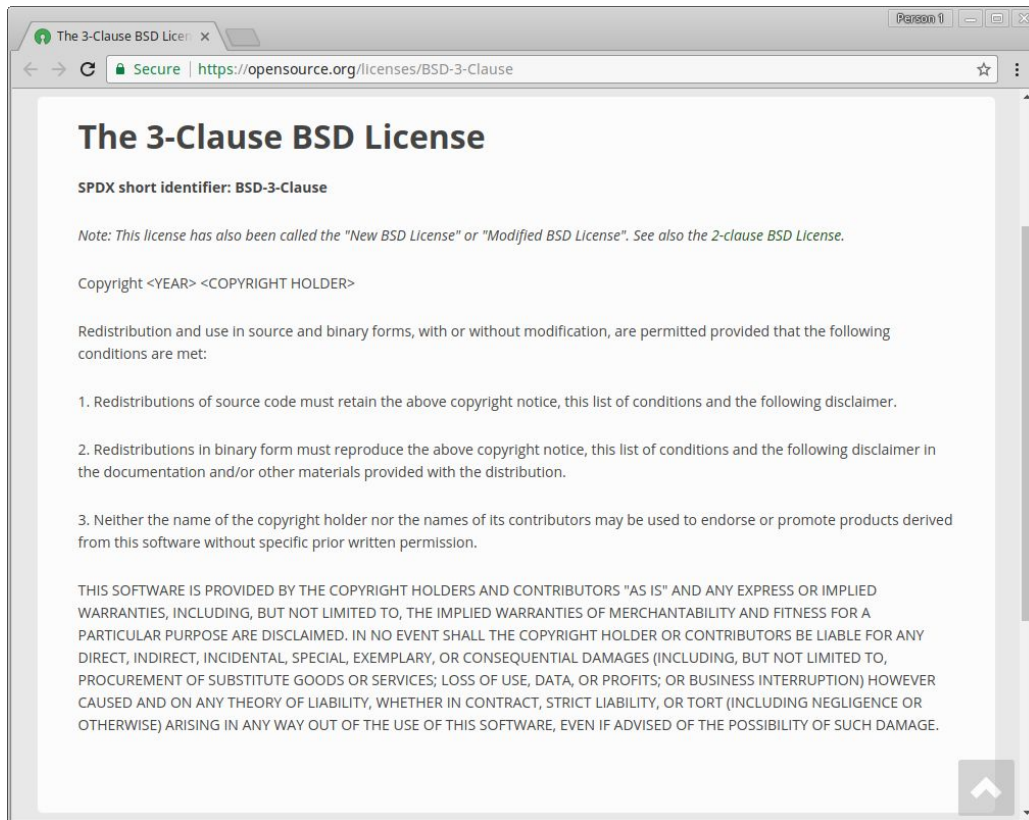 Person 1
The 3-Clause BSD Licen
Secure | https://opensource.org/licenses/BSD-3-Clause
The 3-Clause BSD License
SPDX short identifier: BSD-3-Clause
Note: This license has also been called the "New BSD License" or "Modified BSD License". See also the 2-clause BSD License.
Copyright <YEAR> <COPYRIGHT HOLDER>
Redistribution and use in source and binary forms, with or without modification, are permitted provided that the following
conditions are met:
1. Redistributions of source code must retain the above copyright notice, this list of conditions and the following disclaimer.
2. Redistributions in binary form must reproduce the above copyright notice, this list of conditions and the following disclaimer in
the documentation and/or other materials provided with the distribution.
3. Neither the name of the copyright holder nor the names of its contributors may be used to endorse or promote products derived
from this software without specific prior written permission.
THIS SOFTWARE IS PROVIDED BY THE COPYRIGHT HOLDERS AND CONTRIBUTORS "AS IS" AND ANY EXPRESS OR IMPLIED
WARRANTIES, INCLUDING, BUT NOT LIMITED TO, THE IMPLIED WARRANTIES OF MERCHANTABILITY AND FITNESS FOR A
PARTICULAR PURPOSE ARE DISCLAIMED. IN NO EVENT SHALL THE COPYRIGHT HOLDER OR CONTRIBUTORS BE LIABLE FOR ANY
DIRECT, INDIRECT, INCIDENTAL, SPECIAL, EXEMPLARY, OR CONSEQUENTIAL DAMAGES (INCLUDING, BUT NOT LIMITED TO,
PROCUREMENT OF SUBSTITUTE GOODS OR SERVICES; LOSS OF USE, DATA, OR PROFITS; OR BUSINESS INTERRUPTION) HOWEVER
CAUSED AND ON ANY THEORY OF LIABILITY, WHETHER IN CONTRACT, STRICT LIABILITY, OR TORT (INCLUDING NEGLIGENCE OR
OTHERWISE) ARISING IN ANY WAY OUT OF THE USE OF THIS SOFTWARE, EVEN IF ADVISED OF THE POSSIBILITY OF SUCH DAMAGE.